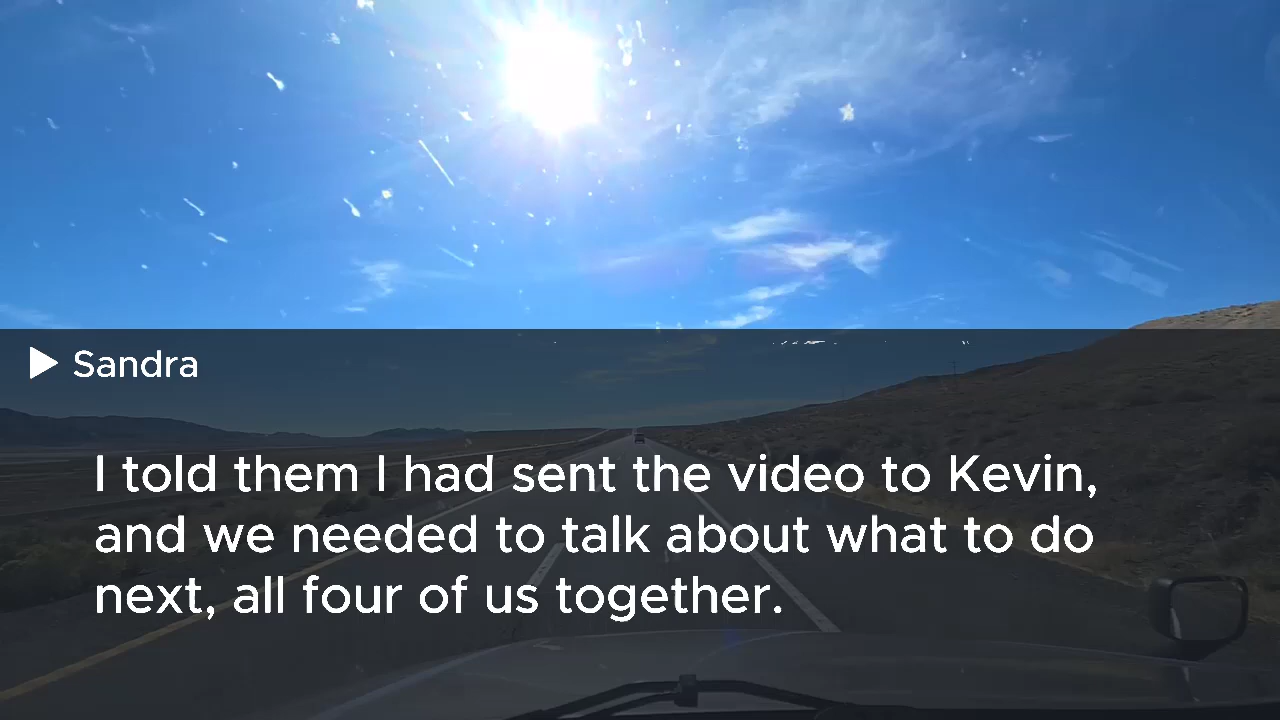 Sandra
I told them I had sent the video to Kevin,
and we needed to talk about what to do
next, all four of us together.